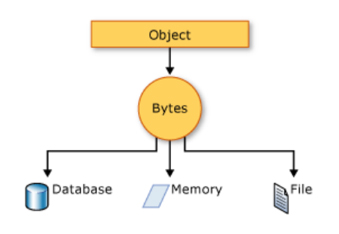 Object
Bytes
Database
Memory
File